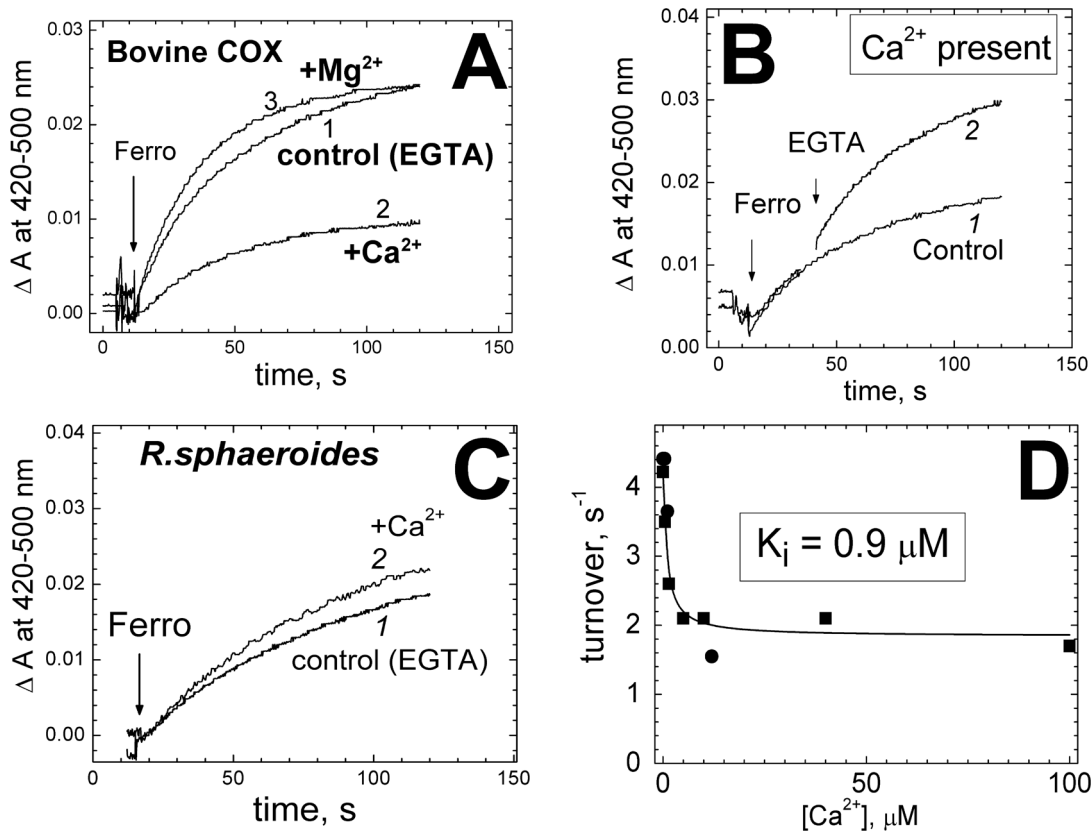 A
Bovine COX
+Mg²⁺
3
1
control (EGTA)
Ferro
2
+Ca²⁺
0.03
0.02
0.01
0.00
Δ A at 420-500 nm
0
50
100
150
time, s
B
Ca²⁺ present
2
EGTA
Ferro
1
Control
0.04
0.03
0.02
0.01
0.00
Δ A at 420-500 nm
0
50
100
150
time, s
C
R.sphaeroides
+Ca²⁺
2
Ferro
1
control (EGTA)
0.04
0.03
0.02
0.01
0.00
Δ A at 420-500 nm
0
50
100
150
time, s
D
Kᵢ = 0.9 μM
4
3
2
1
0
turnover, s⁻¹
0
50
100
[Ca²⁺], μM